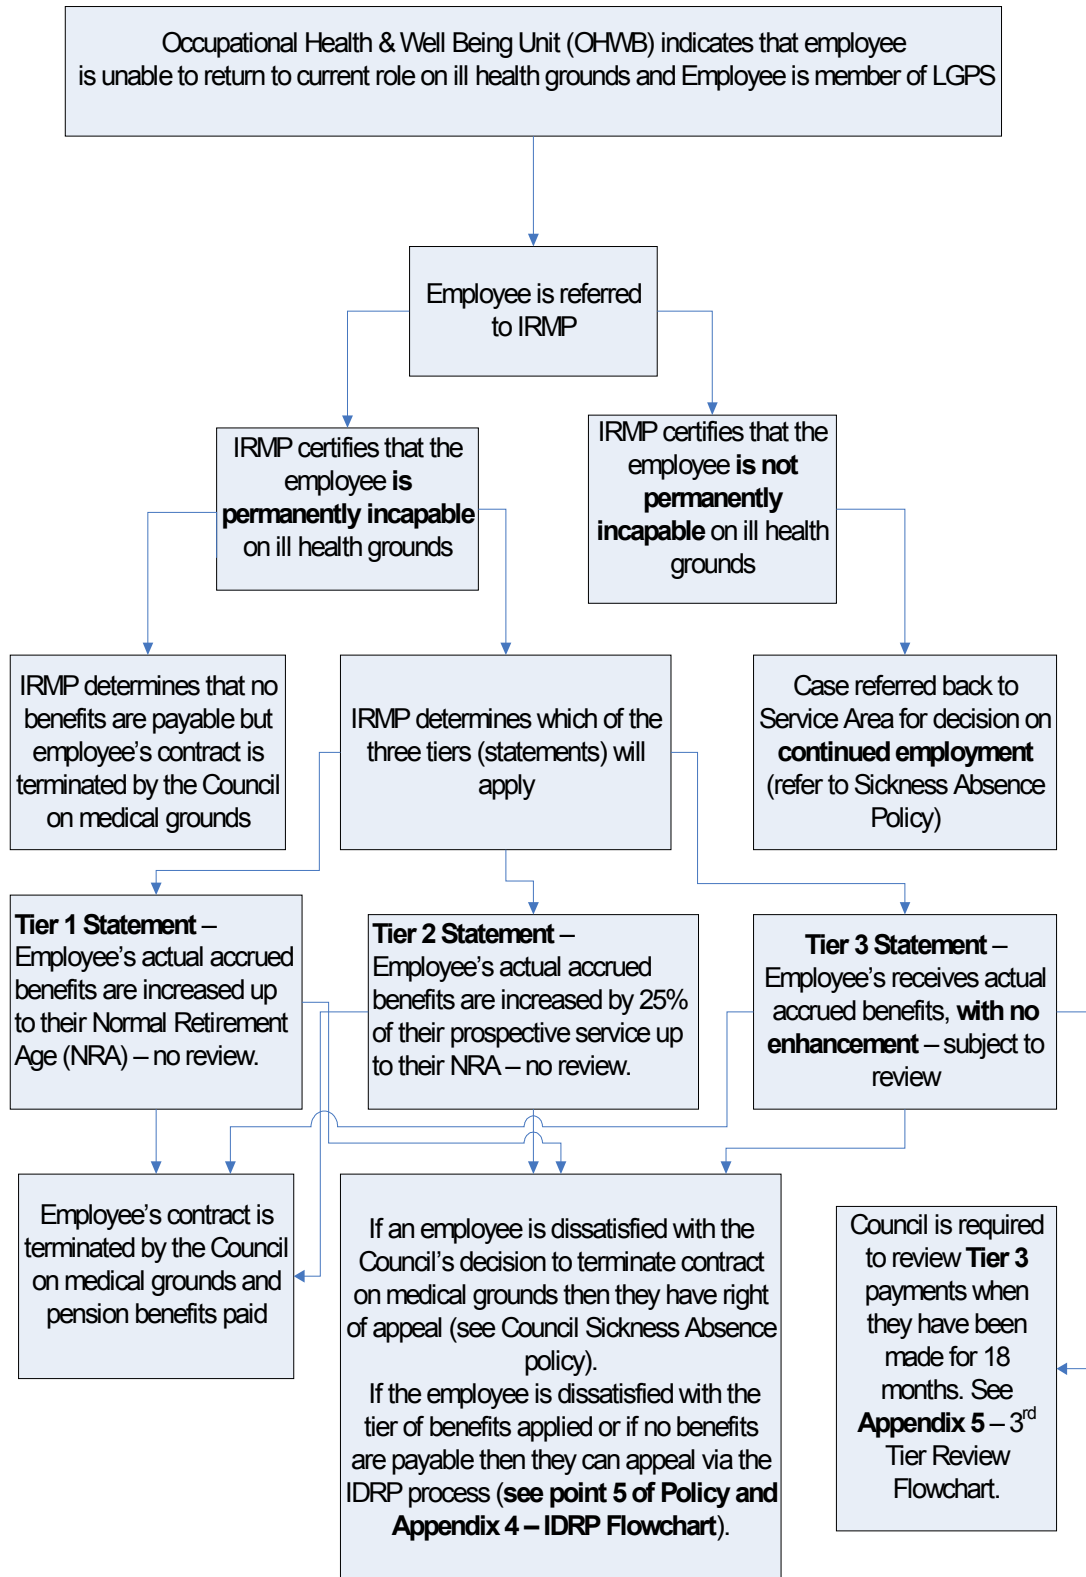 Occupational Health & Well Being Unit (OHWB) indicates that employee
is unable to return to current role on ill health grounds and Employee is member of LGPS
Employee is referred
to IRMP
IRMP certifies that the
employee is
permanently incapable
on ill health grounds
IRMP certifies that the
employee is not
permanently
incapable on ill health
grounds
IRMP determines that no
benefits are payable but
employee's contract is
terminated by the Council
on medical grounds
IRMP determines which of the
three tiers (statements) will
apply
Case referred back to
Service Area for decision on
continued employment
(refer to Sickness Absence
Policy)
Tier 1 Statement –
Employee's actual accrued
benefits are increased up
to their Normal Retirement
Age (NRA) – no review.
Tier 2 Statement –
Employee's actual accrued
benefits are increased by 25%
of their prospective service up
to their NRA – no review.
Tier 3 Statement –
Employee's receives actual
accrued benefits, with no
enhancement – subject to
review
Employee's contract is
terminated by the Council
on medical grounds and
pension benefits paid
If an employee is dissatisfied with the
Council's decision to terminate contract
on medical grounds then they have right
of appeal (see Council Sickness Absence
policy).
If the employee is dissatisfied with the
tier of benefits applied or if no benefits
are payable then they can appeal via the
IDRP process (see point 5 of Policy and
Appendix 4 – IDRP Flowchart).
Council is required
to review Tier 3
payments when
they have been
made for 18
months. See
Appendix 5 – 3rd
Tier Review
Flowchart.